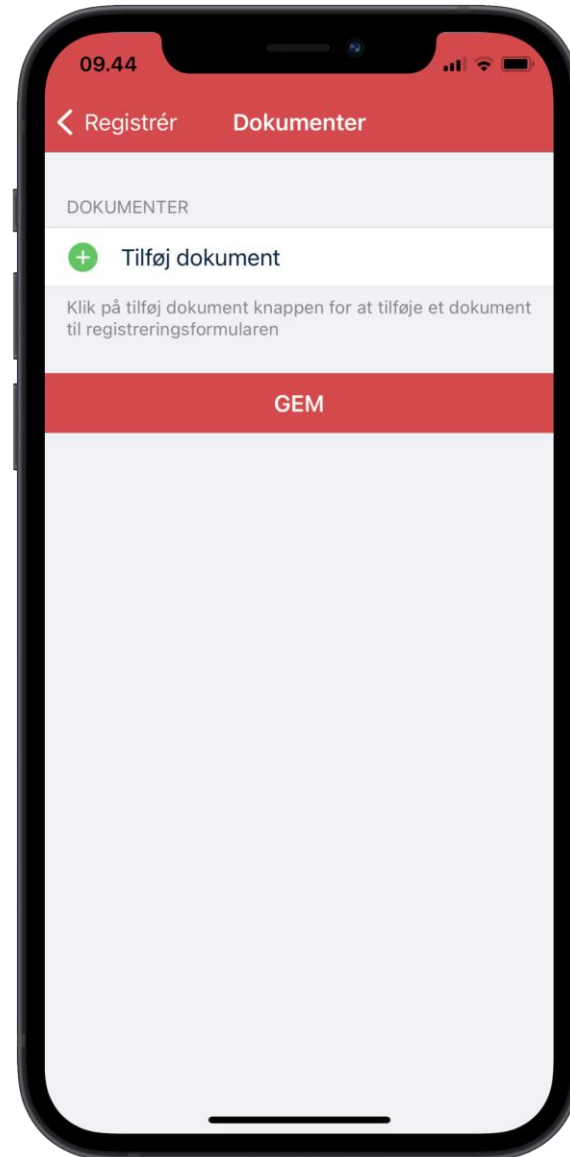 09.44
Registrér
Dokumenter
DOKUMENTER
Tilføj dokument
Klik på tilføj dokument knappen for at tilføje et dokument
til registreringsformularen
GEM